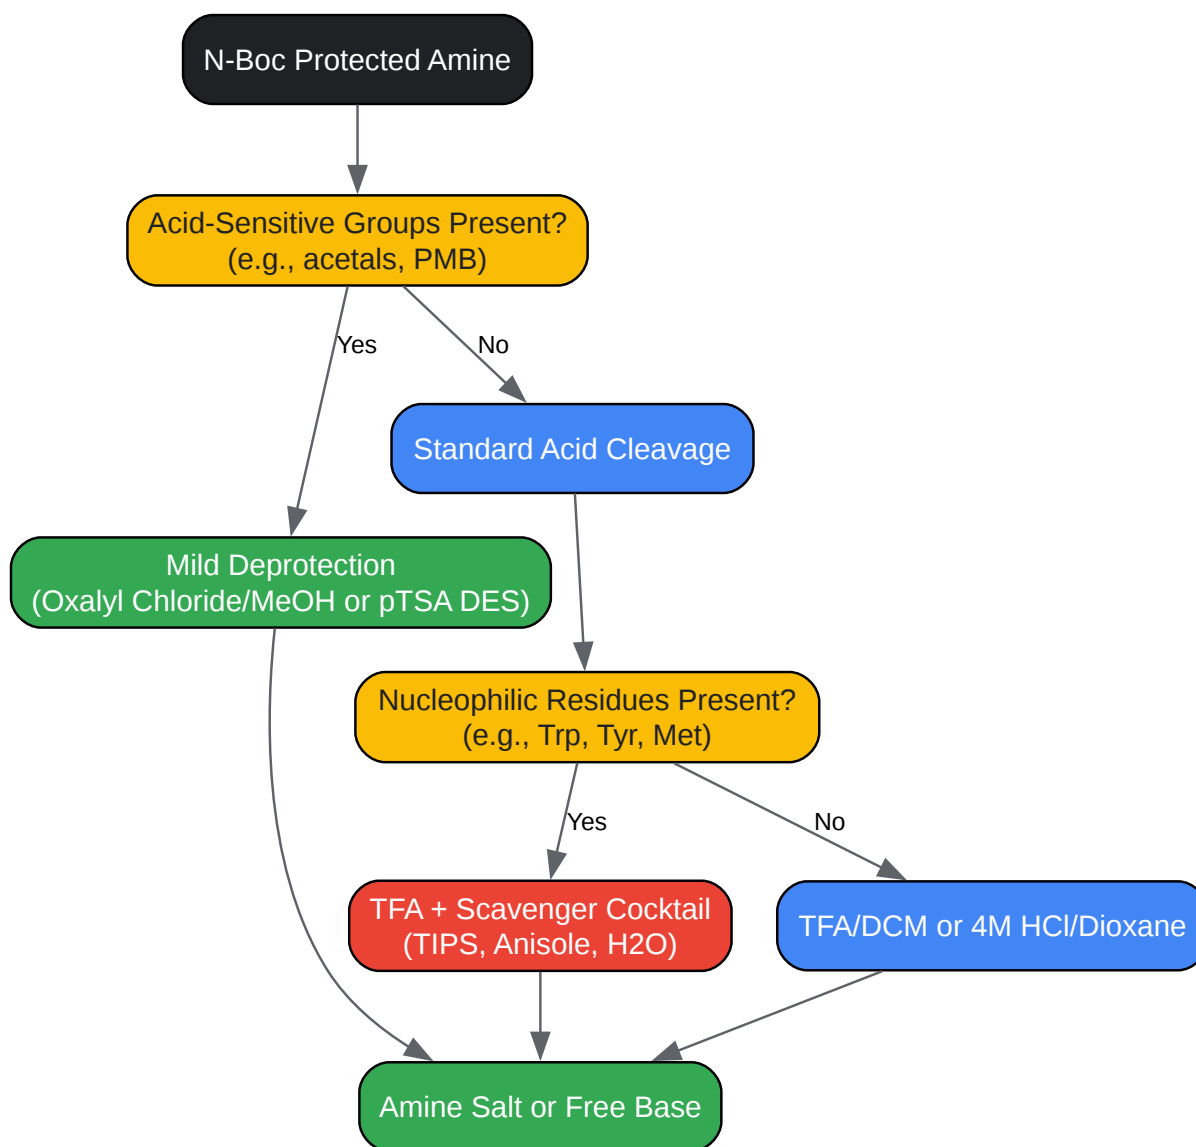 N-Boc Protected Amine
Acid-Sensitive Groups Present?
(e.g., acetals, PMB)
Yes
No
Standard Acid Cleavage
Mild Deprotection
(Oxalyl Chloride/MeOH or pTSA DES)
Nucleophilic Residues Present?
(e.g., Trp, Tyr, Met)
Yes
No
TFA + Scavenger Cocktail
(TIPS, Anisole, H2O)
TFA/DCM or 4M HCl/Dioxane
Amine Salt or Free Base